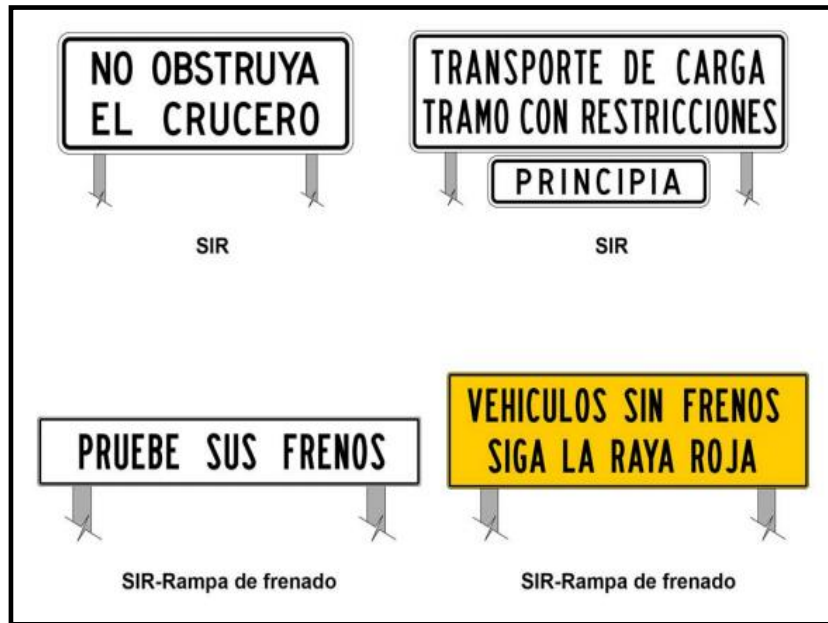 NO OBSTRUYA
EL CRUCERO
SIR
TRANSPORTE DE CARGA
TRAMO CON RESTRICCIONES
PRINCIPIA
SIR
PRUEBE SUS FRENOS
SIR-Rampa de frenado
VEHICULOS SIN FRENOS
SIGA LA RAYA ROJA
SIR-Rampa de frenado